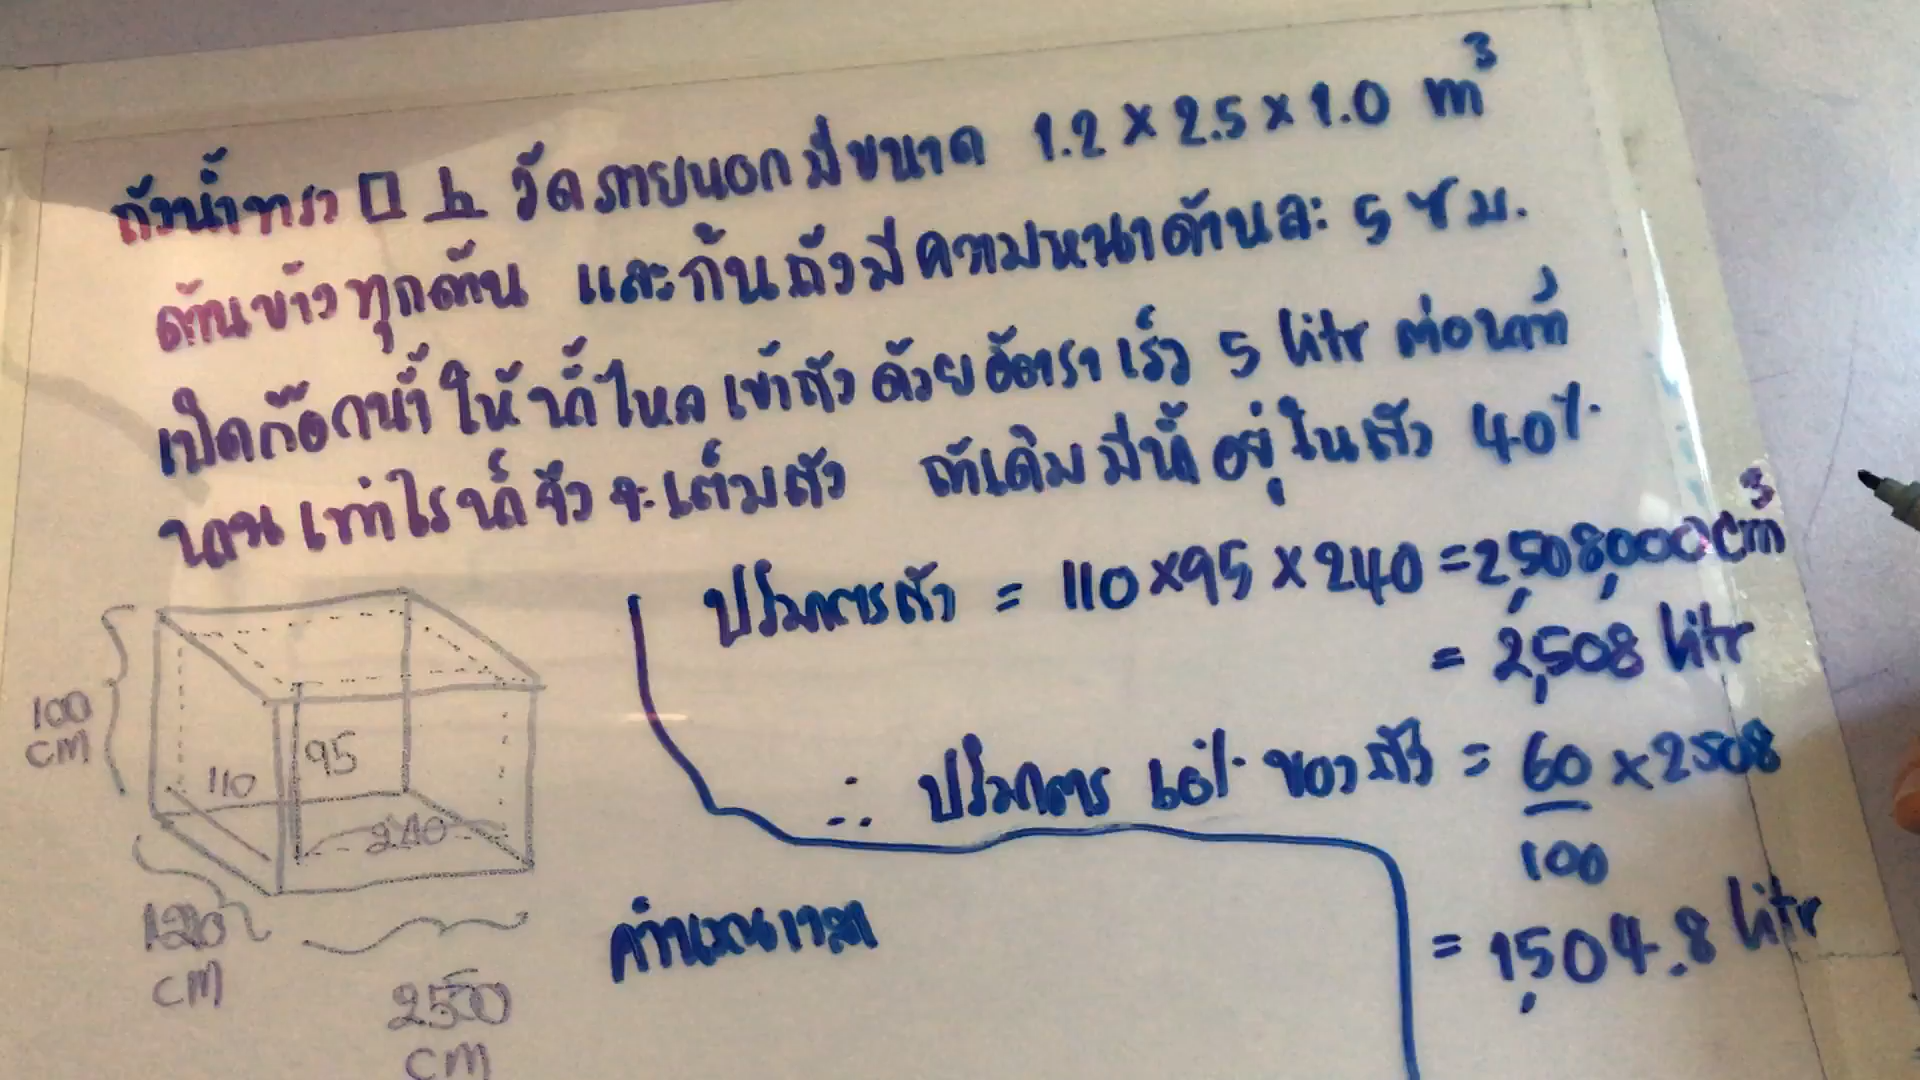 ถังน้ำทรง □ ⊥ วัดภายนอกมีขนาด 1.2 × 2.5 × 1.0 m³
ด้านข้างทุกด้าน และก้นถังมีความหนาด้านละ 5 ซม.
เปิดก๊อกน้ำให้น้ำไหลเข้าถังด้วยอัตราเร็ว 5 litr ต่อนาที
นานเท่าไรน้ำจึงจะเต็มถัง ถ้าเดิมมีน้ำอยู่ในถัง 40%
ปริมาตรถัง = 110 × 95 × 240 = 2,508,000 cm³
= 2,508 litr
∴ ปริมาตร 60% ของถัง = 60/100 × 2508
= 1,504.8 litr
คำนวณเวลา
100 cm
110
95
240
120 cm
250 cm